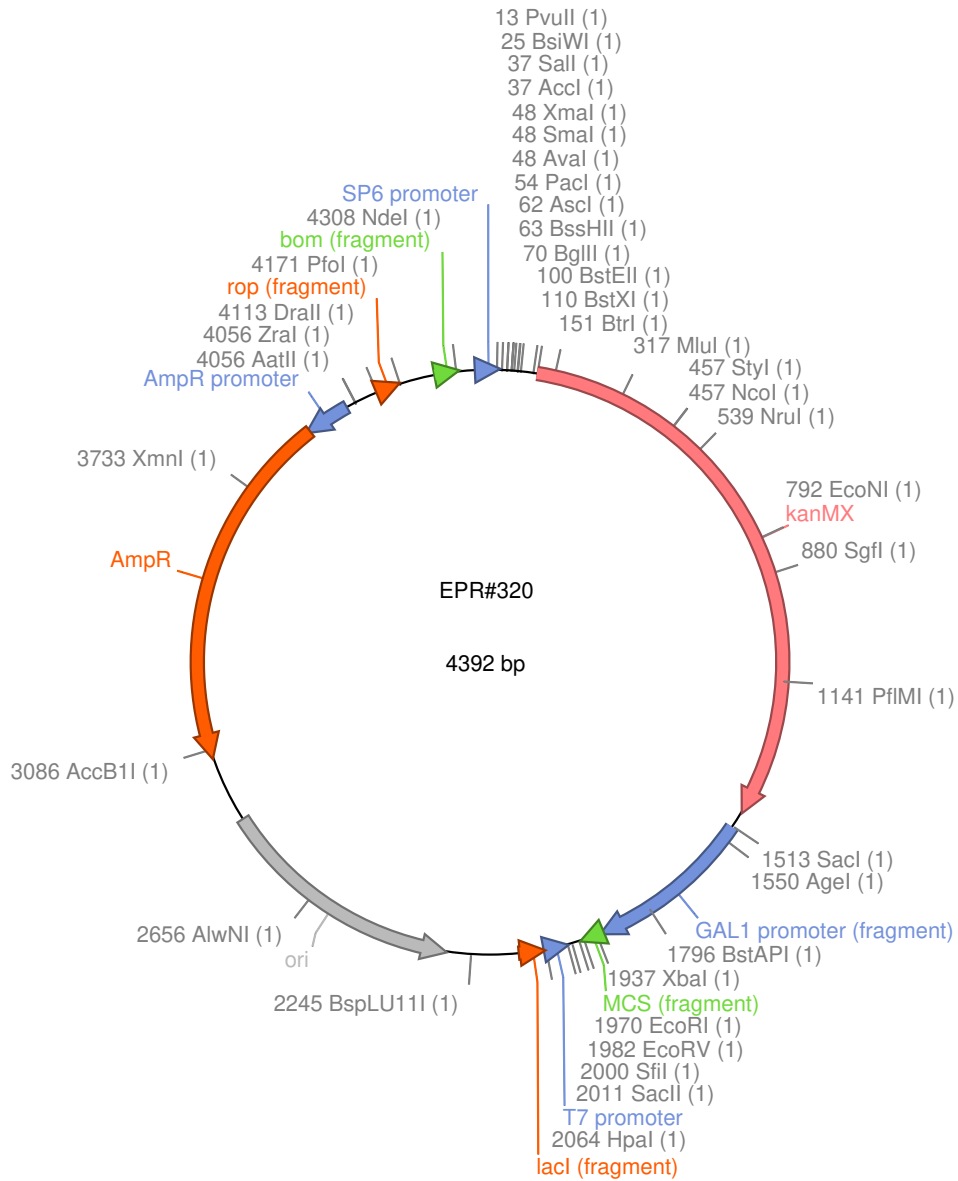 13 PvuII (1)
25 BsiWI (1)
37 SalI (1)
37 AccI (1)
48 XmaI (1)
48 SmaI (1)
48 AvaI (1)
54 PacI (1)
62 AscI (1)
63 BssHII (1)
70 BglII (1)
100 BstEII (1)
110 BstXI (1)
151 BtrI (1)
317 MluI (1)
457 StyI (1)
457 NcoI (1)
539 NruI (1)
792 EcoNI (1)
kanMX
880 SgfI (1)
1141 PflMI (1)
1513 SacI (1)
1550 AgeI (1)
GAL1 promoter (fragment)
1796 BstAPI (1)
1937 XbaI (1)
MCS (fragment)
1970 EcoRI (1)
1982 EcoRV (1)
2000 SfiI (1)
2011 SacII (1)
T7 promoter
2064 HpaI (1)
lacI (fragment)
2245 BspLU11I (1)
ori
2656 AlwNI (1)
3086 AccB1I (1)
AmpR
3733 XmnI (1)
AmpR promoter
4056 AatII (1)
4056 ZraI (1)
4113 DraII (1)
rop (fragment)
4171 PfoI (1)
bom (fragment)
4308 NdeI (1)
SP6 promoter
EPR#320
4392 bp